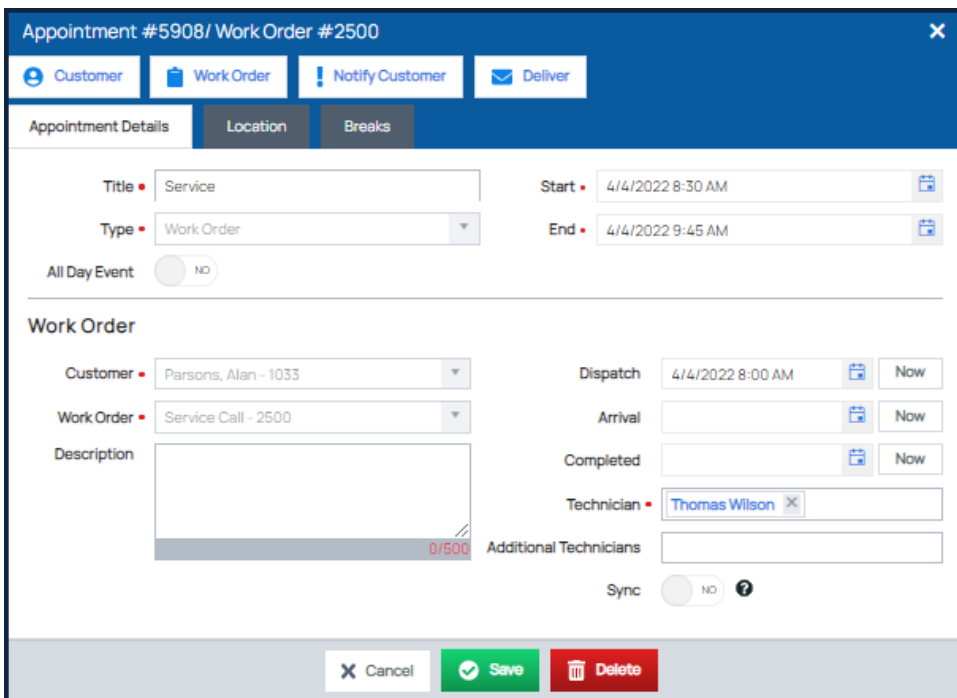 Appointment #5908/ Work Order #2500
Customer
Work Order
Notify Customer
Deliver
Appointment Details
Location
Breaks
Title • Service
Start • 4/4/2022 8:30 AM
Type • Work Order
End • 4/4/2022 9:45 AM
All Day Event NO
Work Order
Customer • Parsons, Alan - 1033
Dispatch 4/4/2022 8:00 AM Now
Work Order • Service Call - 2500
Arrival Now
Description
Completed Now
Technician • Thomas Wilson
0/500
Additional Technicians
Sync NO
Cancel
Save
Delete